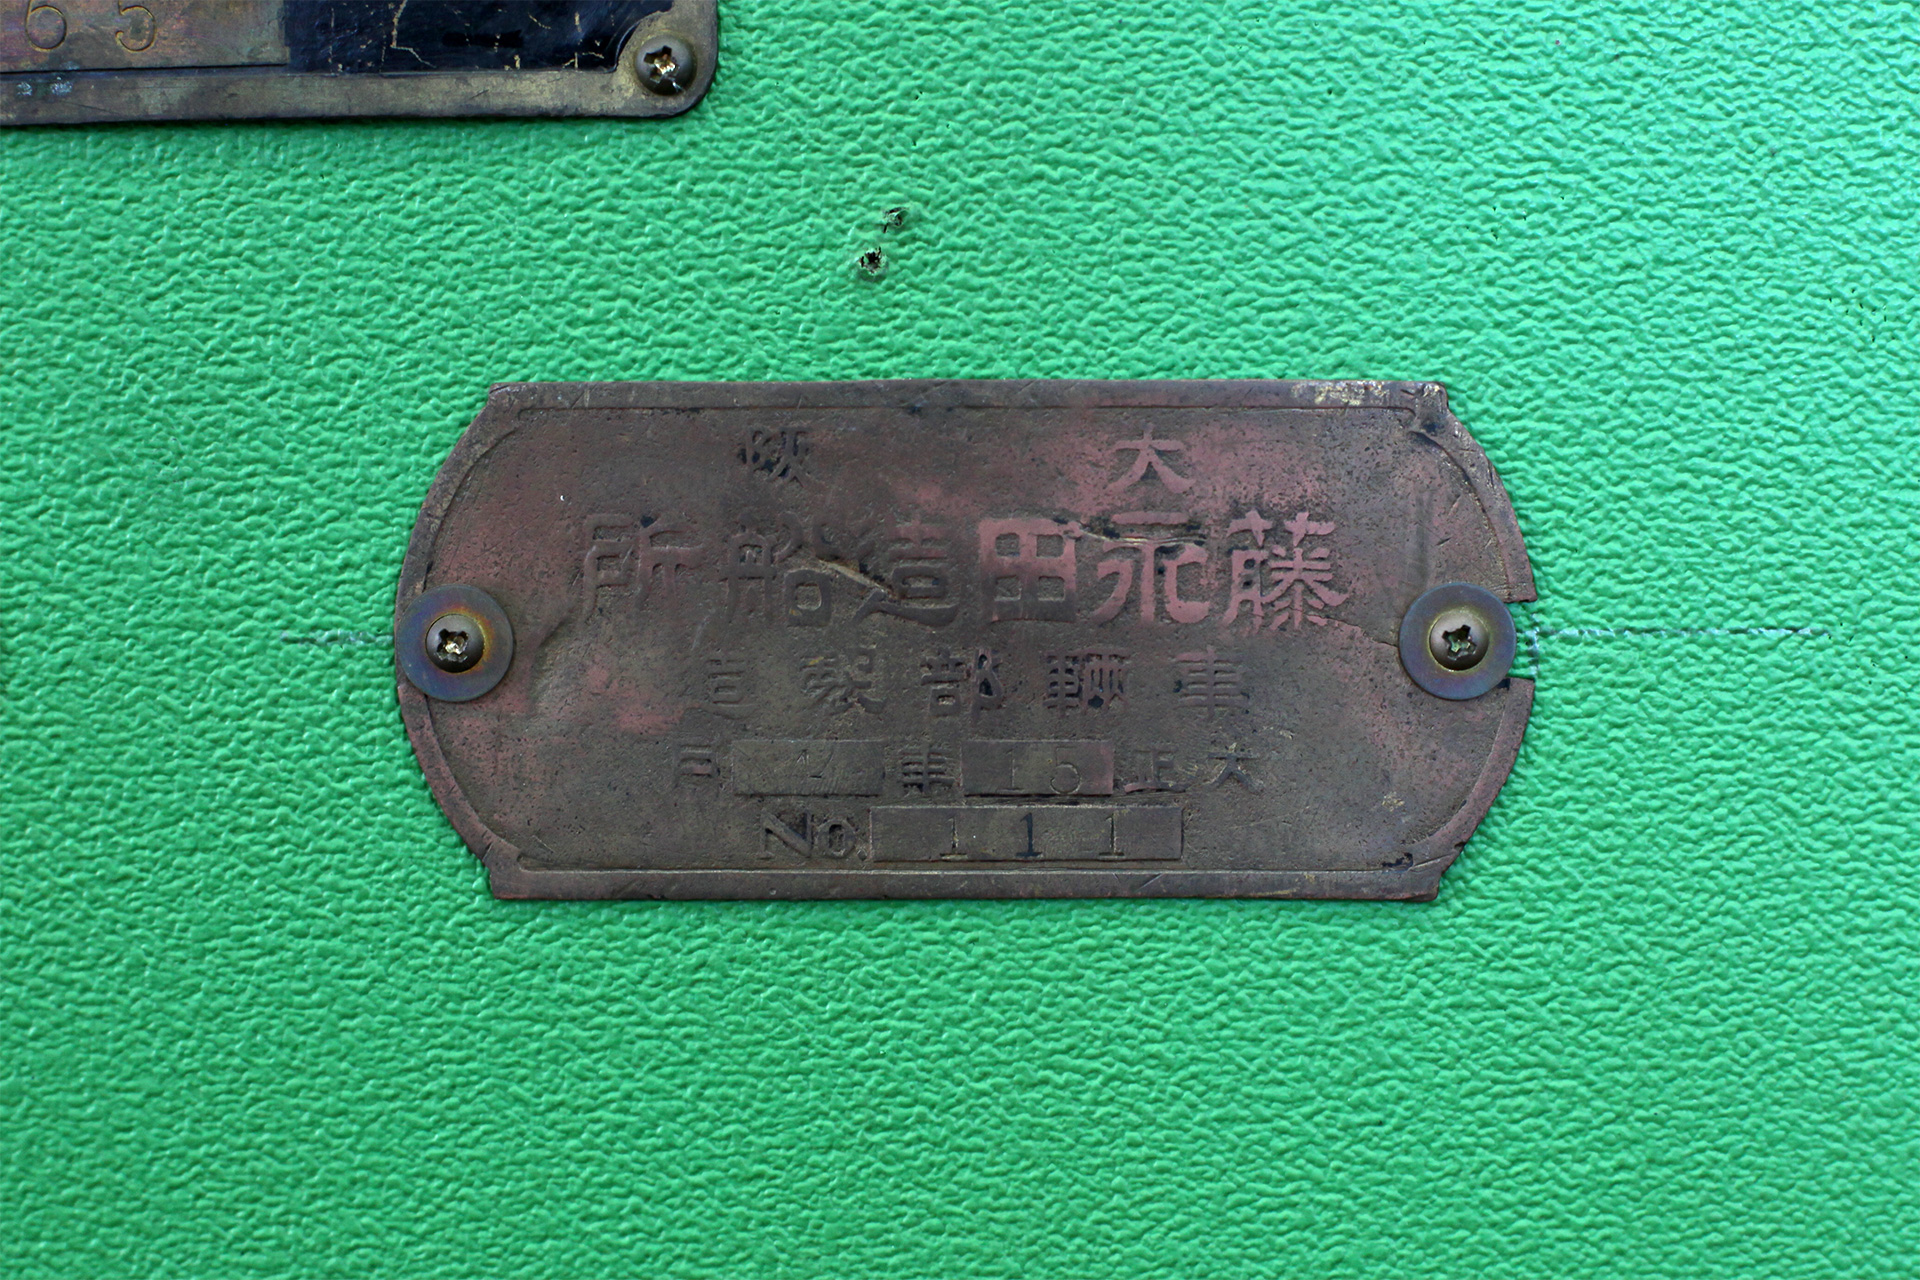 65
大阪
藤永田造船所
車輌部製造
大正15年4月
No. 111